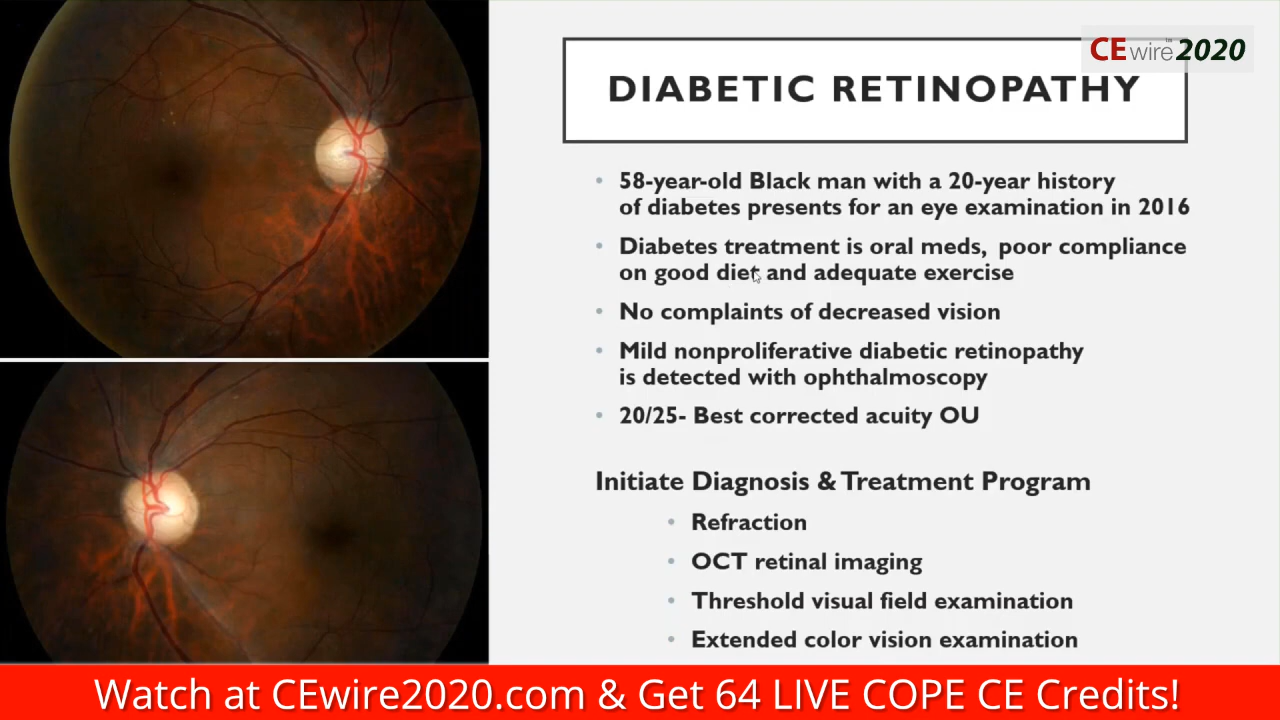 CEwire™2020
DIABETIC RETINOPATHY
• 58-year-old Black man with a 20-year history
of diabetes presents for an eye examination in 2016
• Diabetes treatment is oral meds, poor compliance
on good diet and adequate exercise
• No complaints of decreased vision
• Mild nonproliferative diabetic retinopathy
is detected with ophthalmoscopy
• 20/25- Best corrected acuity OU
Initiate Diagnosis & Treatment Program
• Refraction
• OCT retinal imaging
• Threshold visual field examination
• Extended color vision examination
Watch at CEwire2020.com & Get 64 LIVE COPE CE Credits!